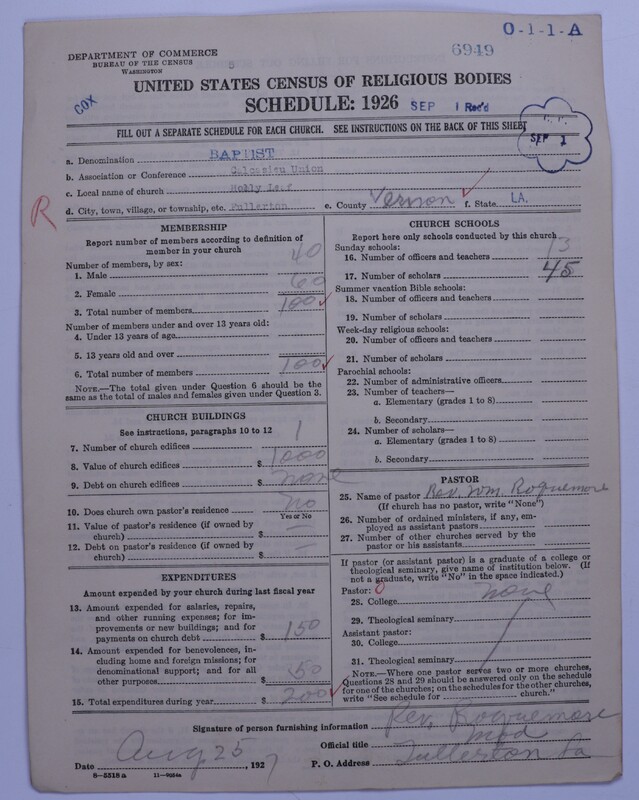 O-1-1-A
6949
DEPARTMENT OF COMMERCE
BUREAU OF THE CENSUS
WASHINGTON
UNITED STATES CENSUS OF RELIGIOUS BODIES
COX
SCHEDULE: 1926
SEP 1 Rec'd
FILL OUT A SEPARATE SCHEDULE FOR EACH CHURCH. SEE INSTRUCTIONS ON THE BACK OF THIS SHEET
SEP 1
a. Denomination BAPTIST
b. Association or Conference Calcasieu Union
c. Local name of church Holly Leaf
R
d. City, town, village, or township, etc. Fullerton e. County Vernon f. State LA.
MEMBERSHIP
Report number of members according to definition of member in your church
Number of members, by sex:
1. Male 40
2. Female 60
3. Total number of members 100
Number of members under and over 13 years old:
4. Under 13 years of age
5. 13 years old and over
6. Total number of members 100
NOTE.—The total given under Question 6 should be the
same as the total of males and females given under Question 3.
CHURCH BUILDINGS
See instructions, paragraphs 10 to 12
7. Number of church edifices 1
8. Value of church edifices $ 1000
9. Debt on church edifices $ none
10. Does church own pastor's residence no
Yes or No
11. Value of pastor's residence (if owned by
church) $ —
12. Debt on pastor's residence (if owned by
church) $ —
EXPENDITURES
Amount expended by your church during last fiscal year
13. Amount expended for salaries, repairs,
and other running expenses; for im-
provements or new buildings; and for
payments on church debt $ 150
14. Amount expended for benevolences, in-
cluding home and foreign missions; for
denominational support; and for all
other purposes $ 50
15. Total expenditures during year $ 200
CHURCH SCHOOLS
Report here only schools conducted by this church
Sunday schools:
16. Number of officers and teachers 13
17. Number of scholars 45
Summer vacation Bible schools:
18. Number of officers and teachers
19. Number of scholars
Week-day religious schools:
20. Number of officers and teachers
21. Number of scholars
Parochial schools:
22. Number of administrative officers
23. Number of teachers—
a. Elementary (grades 1 to 8)
b. Secondary
24. Number of scholars—
a. Elementary (grades 1 to 8)
b. Secondary
PASTOR
25. Name of pastor Rev. Wm. Roquemore
(If church has no pastor, write "None")
26. Number of ordained ministers, if any, em-
ployed as assistant pastors
27. Number of other churches served by the
pastor or his assistants
If pastor (or assistant pastor) is a graduate of a college or
theological seminary, give name of institution below. (If
not a graduate, write "No" in the space indicated.)
Pastor: 0
28. College none
29. Theological seminary
Assistant pastor:
30. College
31. Theological seminary
NOTE.—Where one pastor serves two or more churches,
Questions 28 and 29 should be answered only on the schedule
for one of the churches; on the schedules for the other churches,
write "See schedule for church."
Signature of person furnishing information Rev. Roquemore
Official title Mod
Date Aug 25, 1927 P. O. Address Fullerton La
8-5318 a 11-9034a